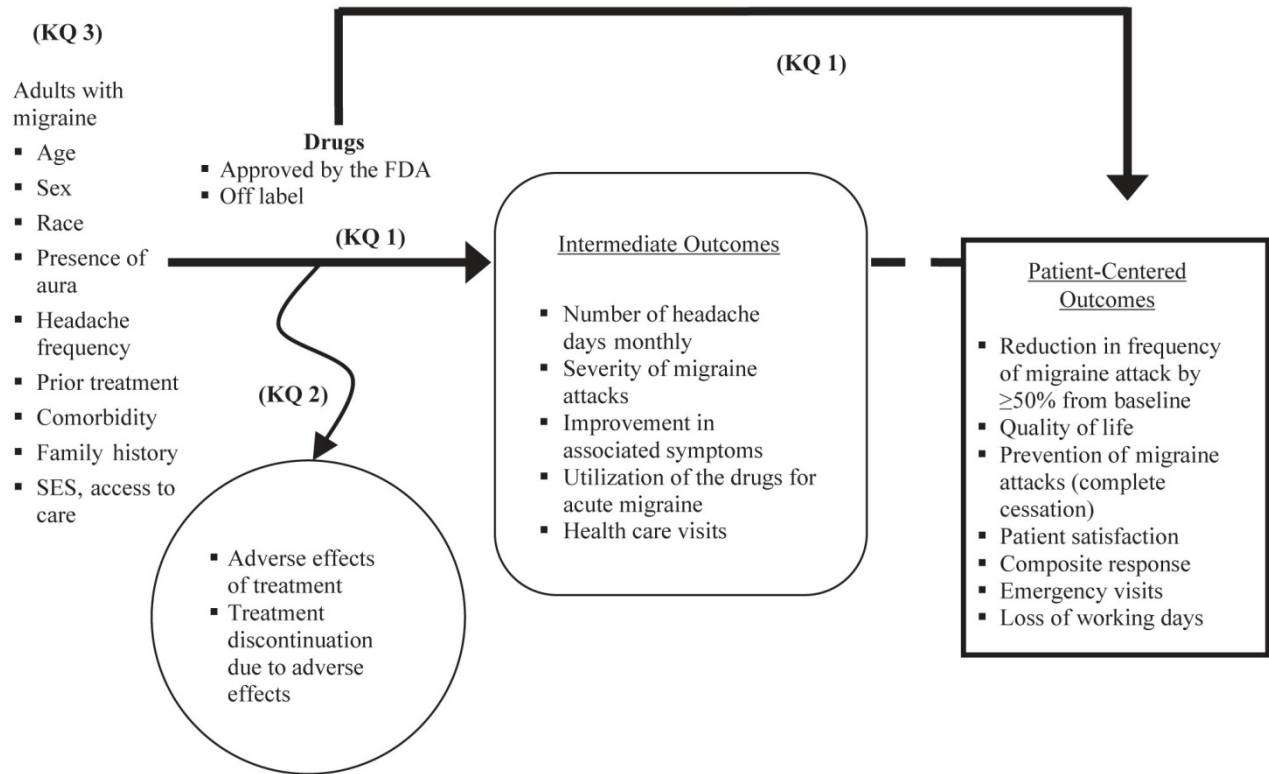 (KQ 3)
Adults with
migraine
▪ Age
▪ Sex
▪ Race
▪ Presence of
aura
▪ Headache
frequency
▪ Prior treatment
▪ Comorbidity
▪ Family history
▪ SES, access to
care
Drugs
▪ Approved by the FDA
▪ Off label
(KQ 1)
(KQ 1)
(KQ 2)
▪ Adverse effects
of treatment
▪ Treatment
discontinuation
due to adverse
effects
Intermediate Outcomes
▪ Number of headache
days monthly
▪ Severity of migraine
attacks
▪ Improvement in
associated symptoms
▪ Utilization of the drugs for
acute migraine
▪ Health care visits
Patient-Centered
Outcomes
▪ Reduction in frequency
of migraine attack by
≥50% from baseline
▪ Quality of life
▪ Prevention of migraine
attacks (complete
cessation)
▪ Patient satisfaction
▪ Composite response
▪ Emergency visits
▪ Loss of working days